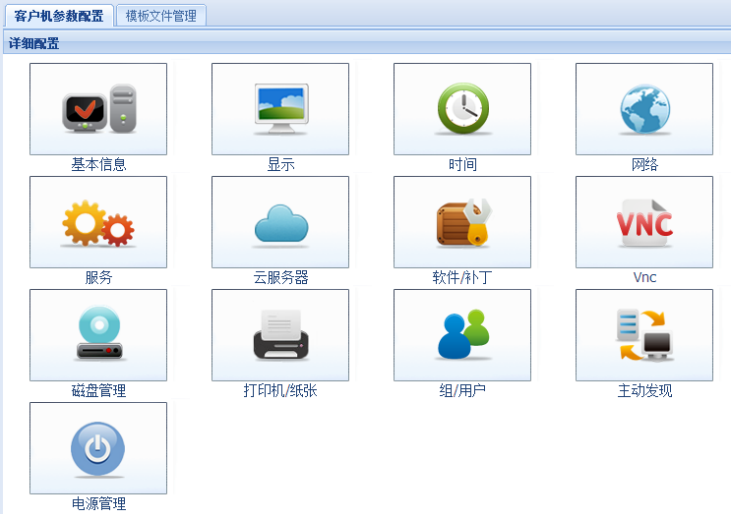 客户机参数配置 模板文件管理
详细配置
基本信息 显示 时间 网络
VNC
服务 云服务器 软件/补丁 Vnc
磁盘管理 打印机/纸张 组/用户 主动发现
电源管理